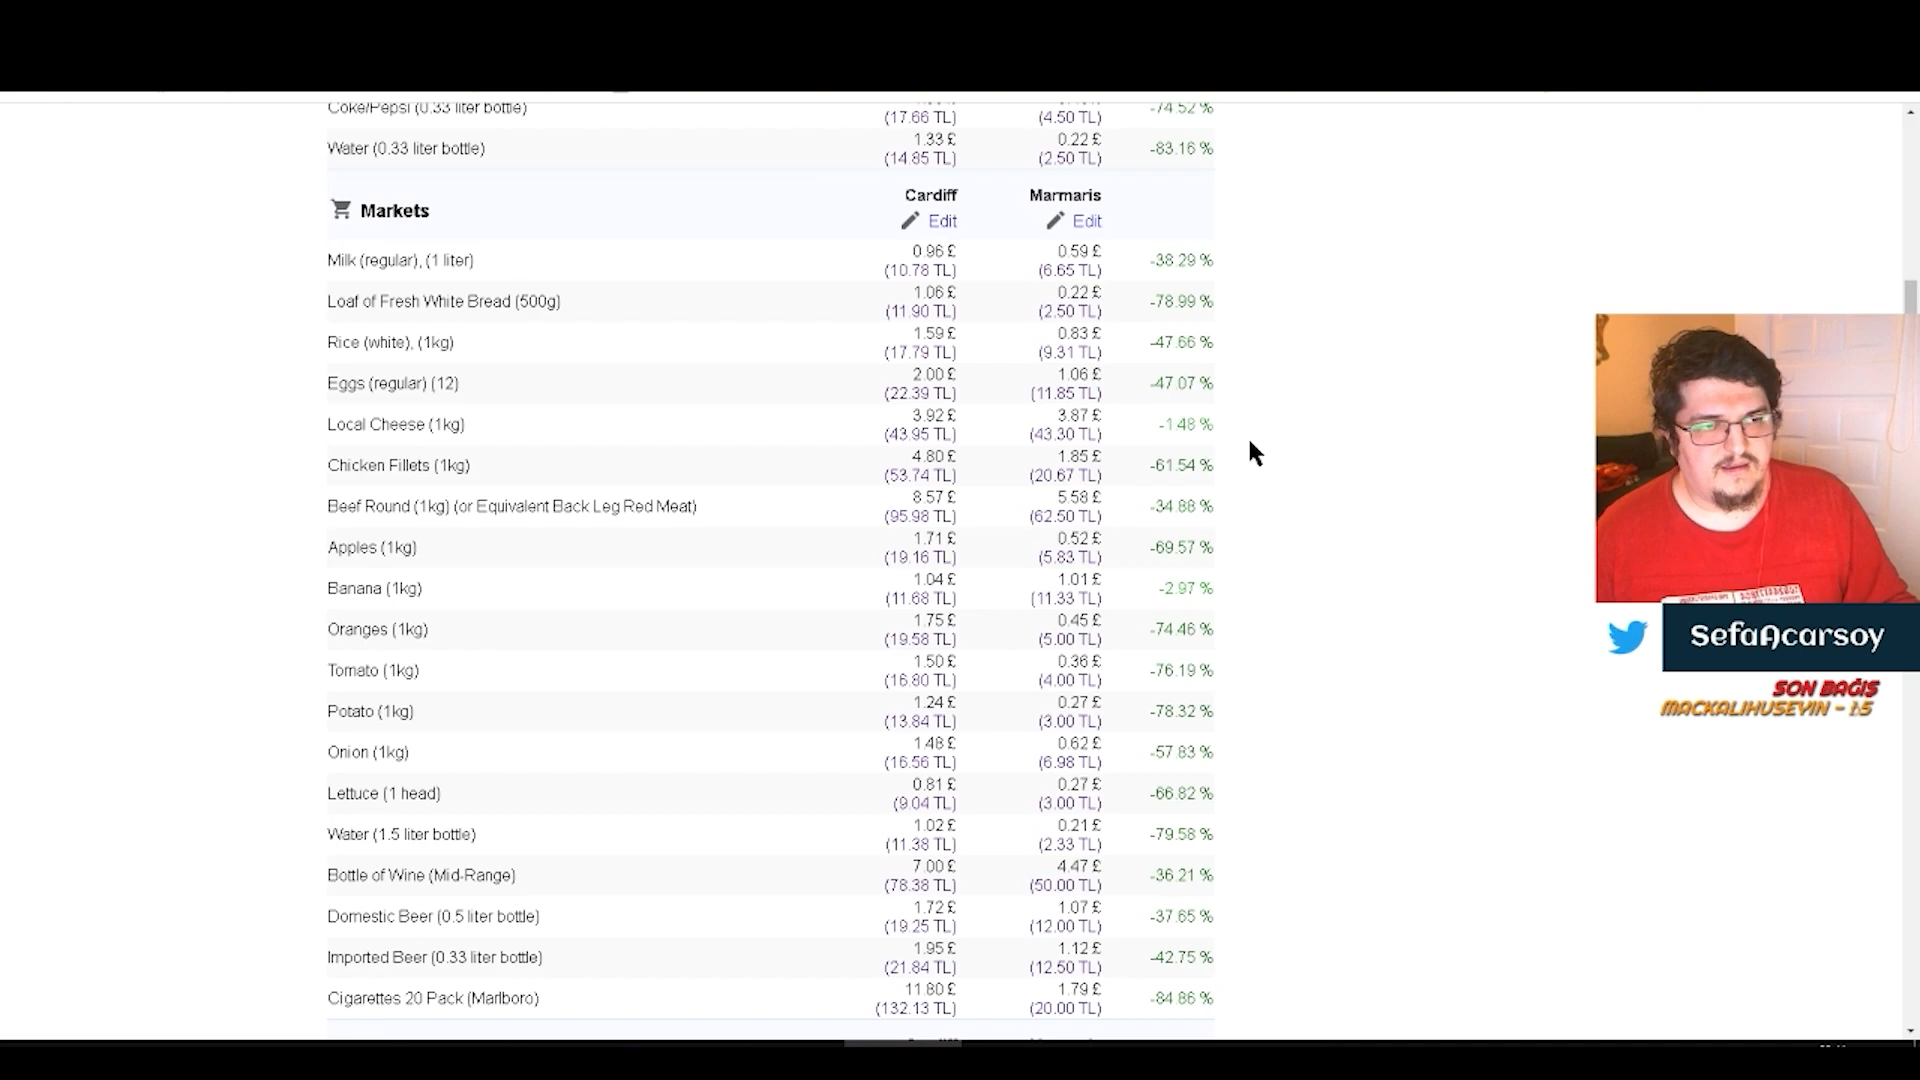 Coke/Pepsi (0.33 liter bottle) (17.66 TL) (4.50 TL) -74.52 %
1.33 £ 0.22 £
Water (0.33 liter bottle) -83.16 %
(14.85 TL) (2.50 TL)
Cardiff Marmaris
Markets
Edit Edit
0.96 £ 0.59 £
Milk (regular), (1 liter) -38.29 %
(10.78 TL) (6.65 TL)
1.06 £ 0.22 £
Loaf of Fresh White Bread (500g) -78.99 %
(11.90 TL) (2.50 TL)
1.59 £ 0.83 £
Rice (white), (1kg) -47.66 %
(17.79 TL) (9.31 TL)
2.00 £ 1.06 £
Eggs (regular) (12) -47.07 %
(22.39 TL) (11.85 TL)
3.92 £ 3.87 £
Local Cheese (1kg) -1.48 %
(43.95 TL) (43.30 TL)
4.80 £ 1.85 £
Chicken Fillets (1kg) -61.54 %
(53.74 TL) (20.67 TL)
8.57 £ 5.58 £
Beef Round (1kg) (or Equivalent Back Leg Red Meat) -34.88 %
(95.98 TL) (62.50 TL)
1.71 £ 0.52 £
Apples (1kg) -69.57 %
(19.16 TL) (5.83 TL)
1.04 £ 1.01 £
Banana (1kg) -2.97 %
(11.68 TL) (11.33 TL)
1.75 £ 0.45 £
Oranges (1kg) -74.46 %
(19.58 TL) (5.00 TL)
1.50 £ 0.36 £
Tomato (1kg) -76.19 %
(16.80 TL) (4.00 TL)
1.24 £ 0.27 £
Potato (1kg) -78.32 %
(13.84 TL) (3.00 TL)
1.48 £ 0.62 £
Onion (1kg) -57.83 %
(16.56 TL) (6.98 TL)
0.81 £ 0.27 £
Lettuce (1 head) -66.82 %
(9.04 TL) (3.00 TL)
1.02 £ 0.21 £
Water (1.5 liter bottle) -79.58 %
(11.38 TL) (2.33 TL)
7.00 £ 4.47 £
Bottle of Wine (Mid-Range) -36.21 %
(78.38 TL) (50.00 TL)
1.72 £ 1.07 £
Domestic Beer (0.5 liter bottle) -37.65 %
(19.25 TL) (12.00 TL)
1.95 £ 1.12 £
Imported Beer (0.33 liter bottle) -42.75 %
(21.84 TL) (12.50 TL)
11.80 £ 1.79 £
Cigarettes 20 Pack (Marlboro) -84.86 %
(132.13 TL) (20.00 TL)
SefaAcarsoy
SON BAĞIŞ
MACKALIHUSEYIN -